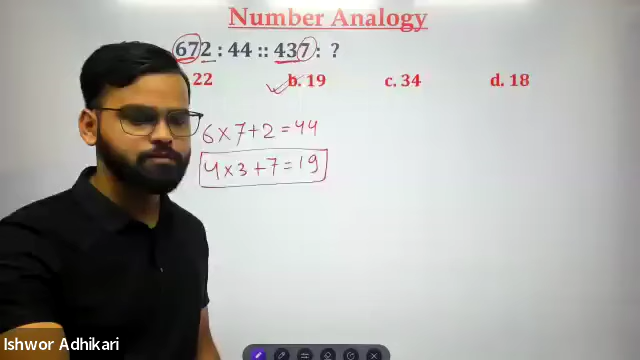 Number Analogy
672 : 44 :: 437 : ?
22 b. 19 c. 34 d. 18
6 x 7 + 2 = 44
4 x 3 + 7 = 19
Ishwor Adhikari